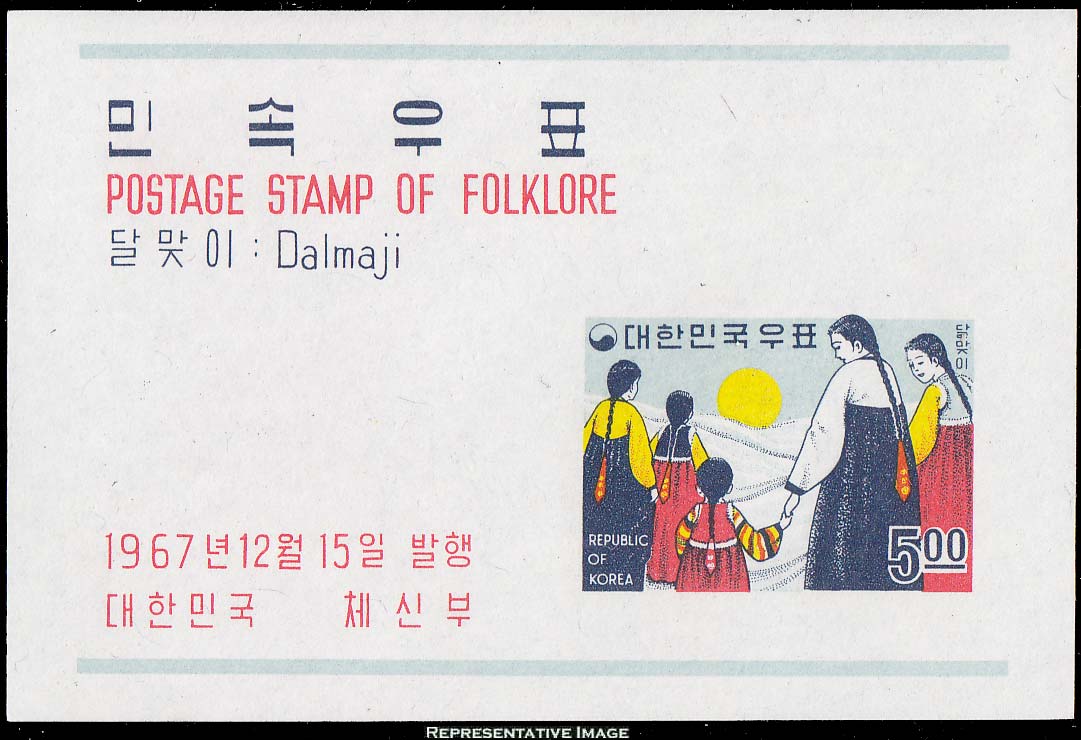 민속우표
POSTAGE STAMP OF FOLKLORE
달맞이 : Dalmaji
대한민국우표
달맞이
REPUBLIC
OF
KOREA
5.00
1967년12월 15일 발행
대한민국 체신부
REPRESENTATIVE IMAGE